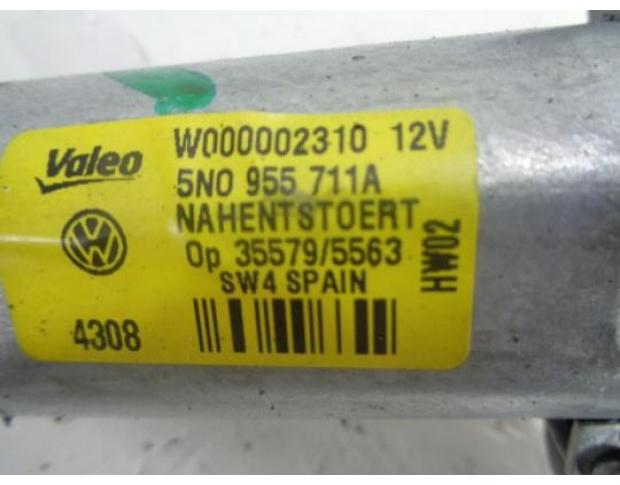 Valeo W000002310 12V
5N0 955 711A
NAHENTSTOERT
Op 35579/5563
SW4 SPAIN
HW02
4308